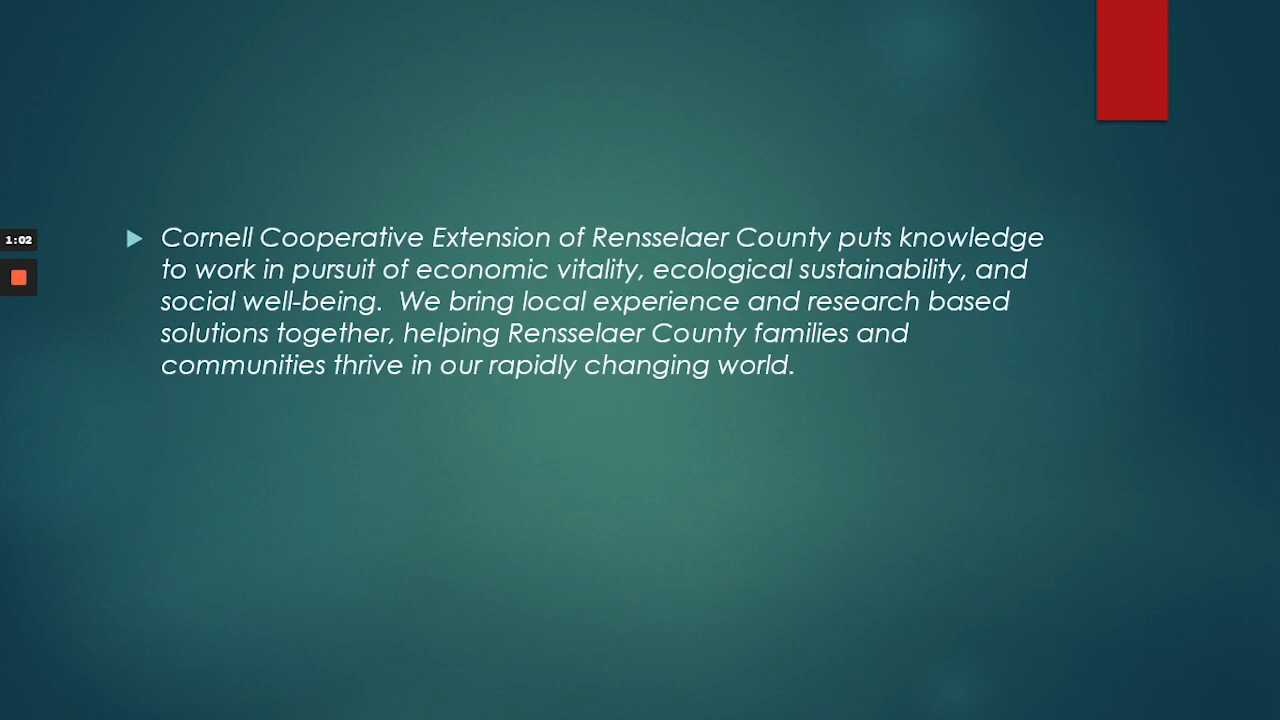 Cornell Cooperative Extension of Rensselaer County puts knowledge
to work in pursuit of economic vitality, ecological sustainability, and
social well-being.  We bring local experience and research based
solutions together, helping Rensselaer County families and
communities thrive in our rapidly changing world.
1:02